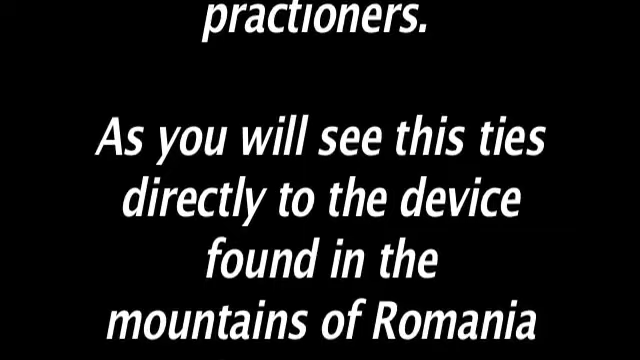 practioners.
As you will see this ties
directly to the device
found in the
mountains of Romania